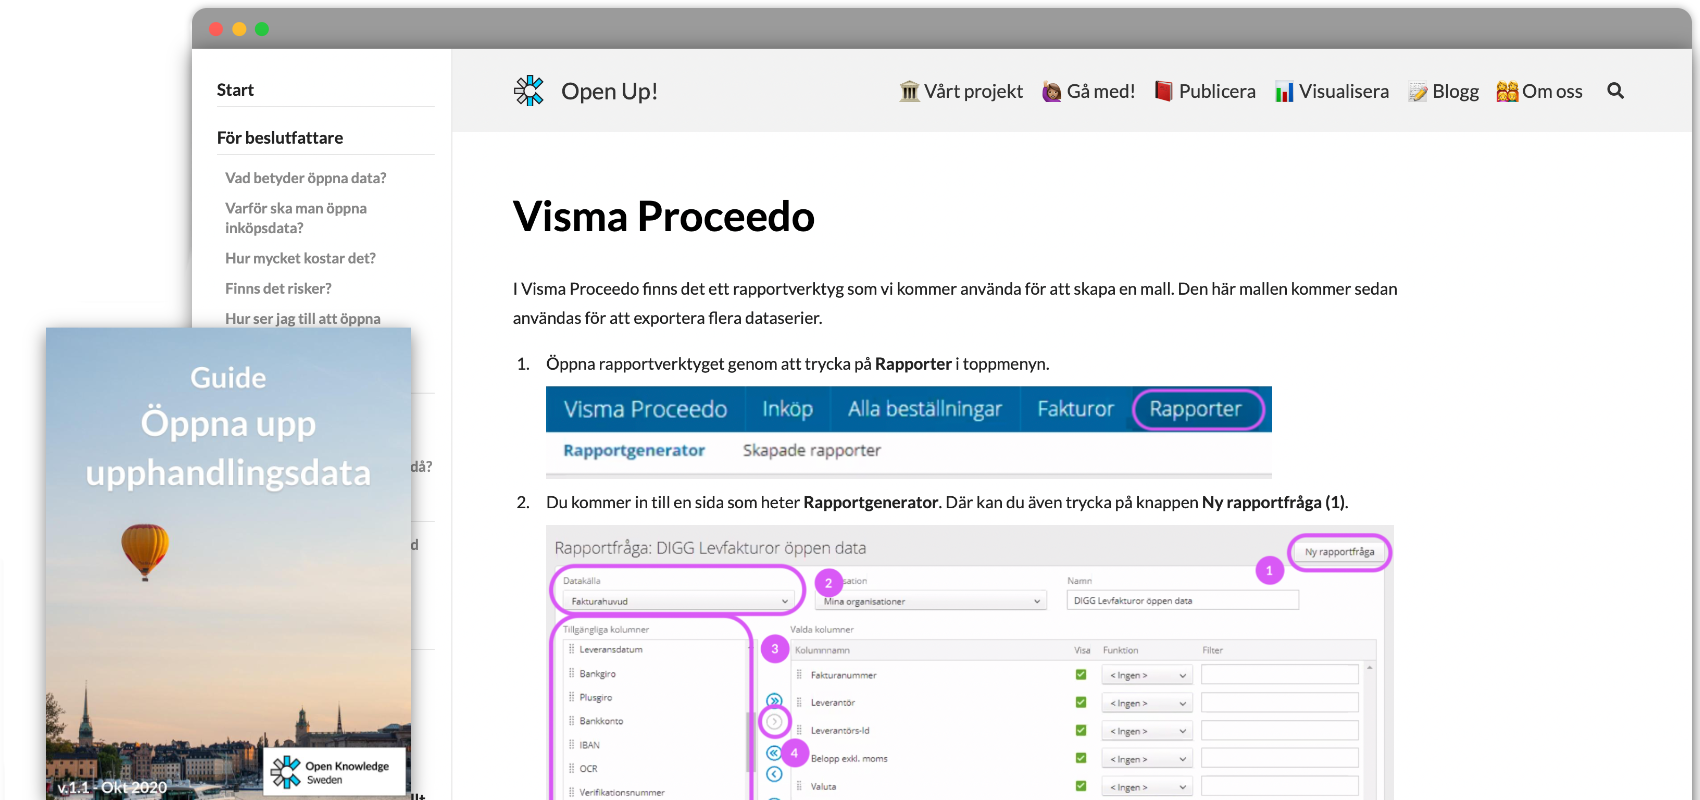 Start
För beslutfattare
Vad betyder öppna data?
Varför ska man öppna
inköpsdata?
Hur mycket kostar det?
Finns det risker?
Hur ser jag till att öppna
då?
d
Guide
Öppna upp
upphandlingsdata
Open Knowledge
Sweden
v.1.1 - Okt 2020
Open Up!
Vårt projekt Gå med! Publicera Visualisera Blogg Om oss
Visma Proceedo
I Visma Proceedo finns det ett rapportverktyg som vi kommer använda för att skapa en mall. Den här mallen kommer sedan
användas för att exportera flera dataserier.
1. Öppna rapportverktyget genom att trycka på Rapporter i toppmenyn.
Visma Proceedo Inköp Alla beställningar Fakturor Rapporter
Rapportgenerator Skapade rapporter
2. Du kommer in till en sida som heter Rapportgenerator. Där kan du även trycka på knappen Ny rapportfråga (1).
Rapportfråga: DIGG Levfakturor öppen data
Ny rapportfråga
1
Datakälla
2
sation
Namn
Fakturahuvud
Mina organisationer
DIGG Levfakturor öppen data
Tillgängliga kolumner
Valda kolumner
3
Leveransdatum
Bankgiro
Plusgiro
Bankkonto
IBAN
OCR
Verifikationsnummer
4
Kolumnnamn Visa Funktion Filter
Fakturanummer < Ingen >
Leverantör < Ingen >
Leverantörs-Id < Ingen >
Belopp exkl. moms < Ingen >
Valuta < Ingen >